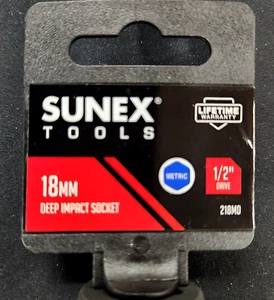 SUNEX®
TOOLS
LIFETIME
WARRANTY
18MM
DEEP IMPACT SOCKET
METRIC
1/2"
DRIVE
218MD